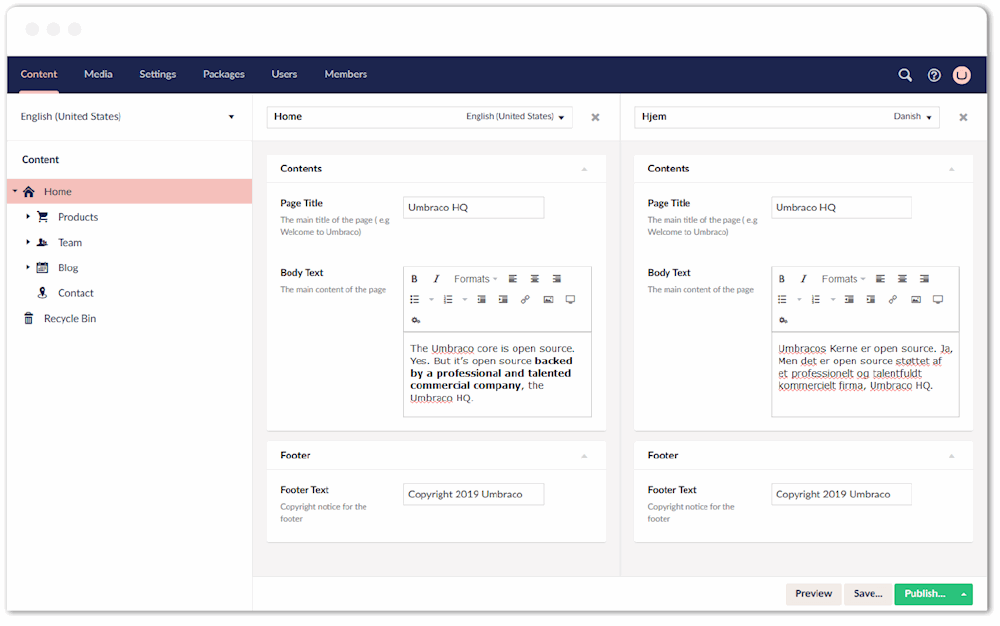 Content Media Settings Packages Users Members
English (United States)
Content
Home
Products
Team
Blog
Contact
Recycle Bin
Home English (United States)
Contents
Page Title
The main title of the page ( e.g
Welcome to Umbraco)
Umbraco HQ
Body Text
The main content of the page
B I Formats
The Umbraco core is open source.
Yes. But it's open source backed
by a professional and talented
commercial company, the
Umbraco HQ.
Footer
Footer Text
Copyright notice for the
footer
Copyright 2019 Umbraco
Hjem Danish
Contents
Page Title
The main title of the page ( e.g
Welcome to Umbraco)
Umbraco HQ
Body Text
The main content of the page
B I Formats
Umbracos Kerne er open source. Ja,
Men det er open source støttet af
et professionelt og talentfuldt
kommercielt firma, Umbraco HQ.
Footer
Footer Text
Copyright notice for the
footer
Copyright 2019 Umbraco
Preview Save... Publish...